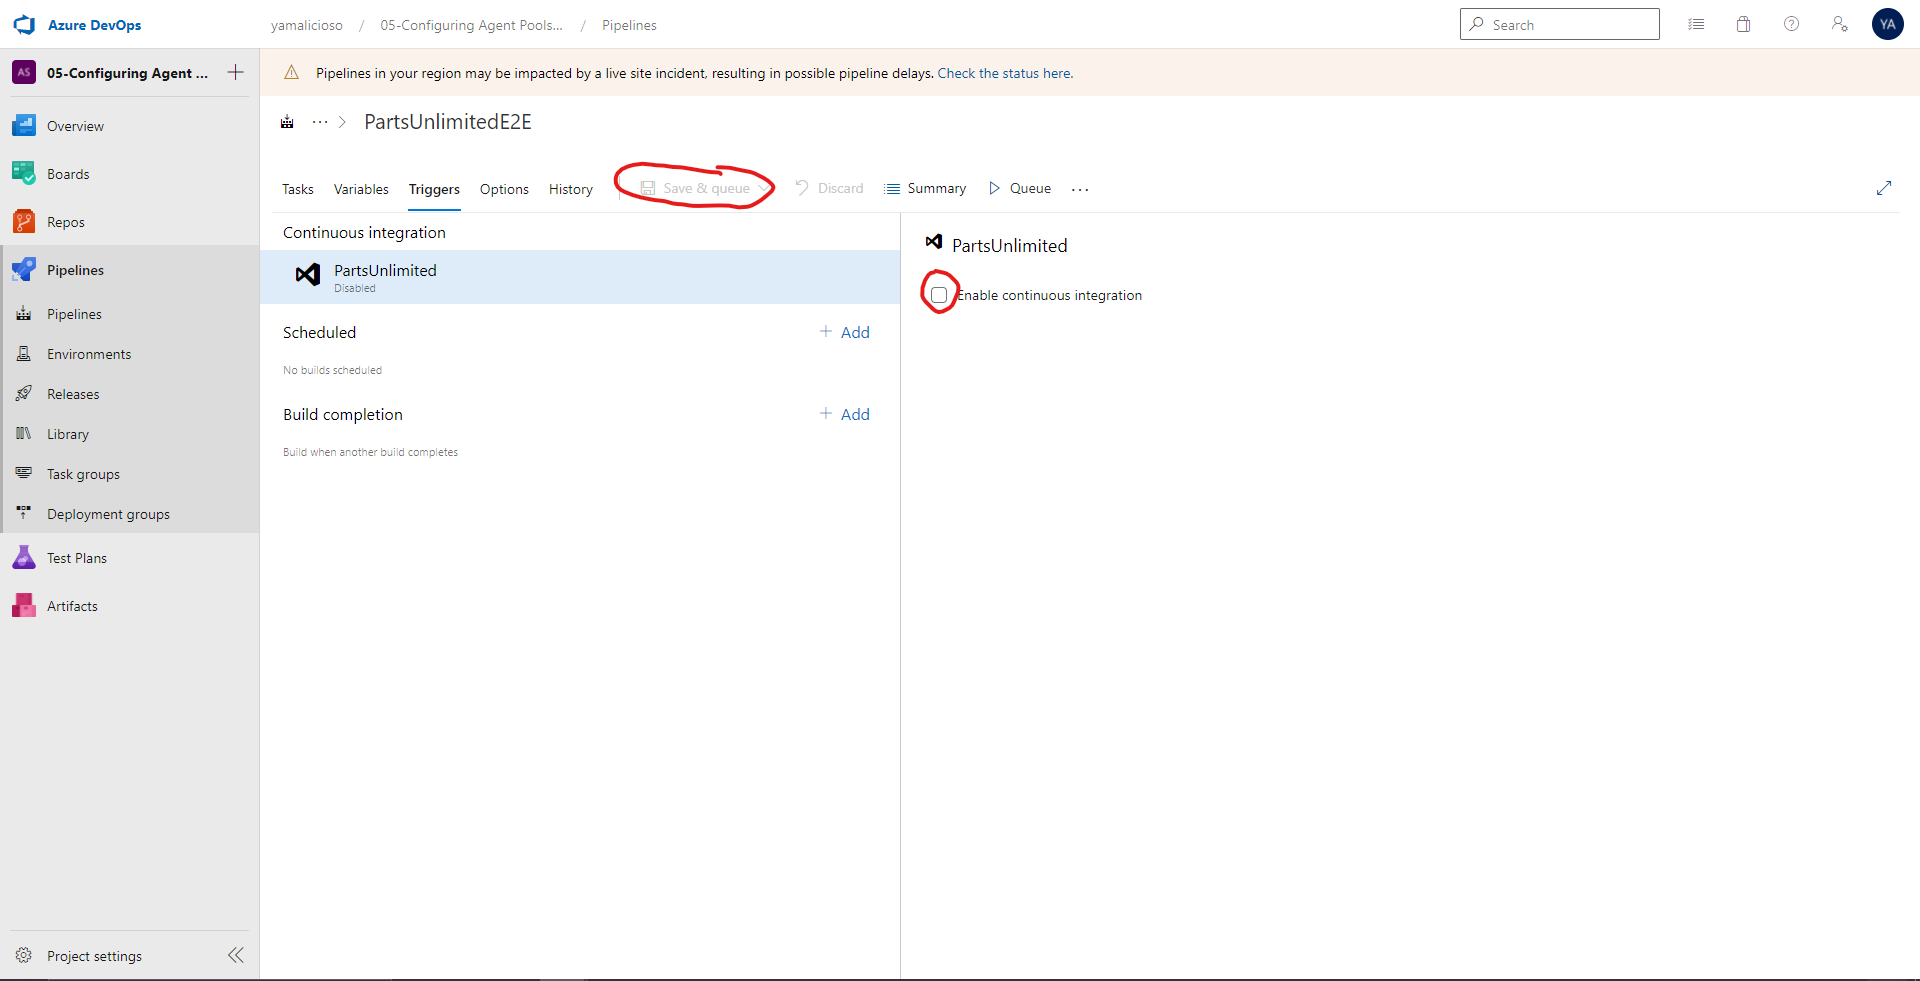 Azure DevOps
yamalicioso / 05-Configuring Agent Pools... / Pipelines
Search
YA
AS 05-Configuring Agent ...
Pipelines in your region may be impacted by a live site incident, resulting in possible pipeline delays. Check the status here.
Overview
Boards
Repos
Pipelines
Pipelines
Environments
Releases
Library
Task groups
Deployment groups
Test Plans
Artifacts
Project settings
... > PartsUnlimitedE2E
Tasks Variables Triggers Options History Save & queue Discard Summary Queue ...
Continuous integration
PartsUnlimited
Disabled
Scheduled + Add
No builds scheduled
Build completion + Add
Build when another build completes
PartsUnlimited
Enable continuous integration